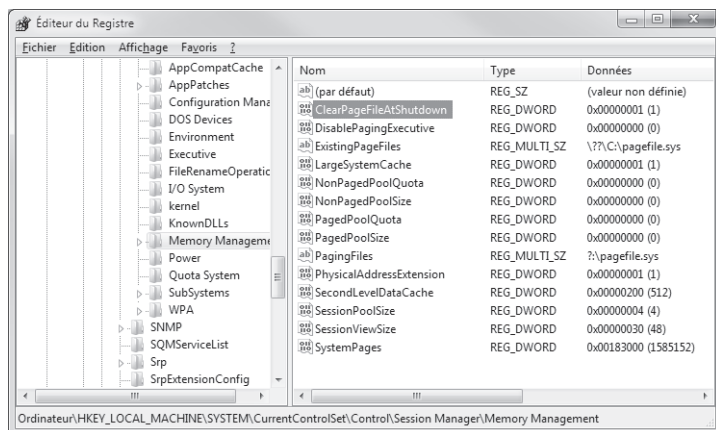 Éditeur du Registre
Fichier Edition Affichage Favoris ?
AppCompatCache
AppPatches
Configuration Mana
DOS Devices
Environment
Executive
FileRenameOperatic
I/O System
kernel
KnownDLLs
Memory Manageme
Power
Quota System
SubSystems
WPA
SNMP
SQMServiceList
Srp
SrpExtensionConfig
Nom Type Données
(par défaut) REG_SZ (valeur non définie)
ClearPageFileAtShutdown REG_DWORD 0x00000001 (1)
DisablePagingExecutive REG_DWORD 0x00000000 (0)
ExistingPageFiles REG_MULTI_SZ \??\C:\pagefile.sys
LargeSystemCache REG_DWORD 0x00000001 (1)
NonPagedPoolQuota REG_DWORD 0x00000000 (0)
NonPagedPoolSize REG_DWORD 0x00000000 (0)
PagedPoolQuota REG_DWORD 0x00000000 (0)
PagedPoolSize REG_DWORD 0x00000000 (0)
PagingFiles REG_MULTI_SZ ?:\pagefile.sys
PhysicalAddressExtension REG_DWORD 0x00000001 (1)
SecondLevelDataCache REG_DWORD 0x00000200 (512)
SessionPoolSize REG_DWORD 0x00000004 (4)
SessionViewSize REG_DWORD 0x00000030 (48)
SystemPages REG_DWORD 0x00183000 (1585152)
Ordinateur\HKEY_LOCAL_MACHINE\SYSTEM\CurrentControlSet\Control\Session Manager\Memory Management